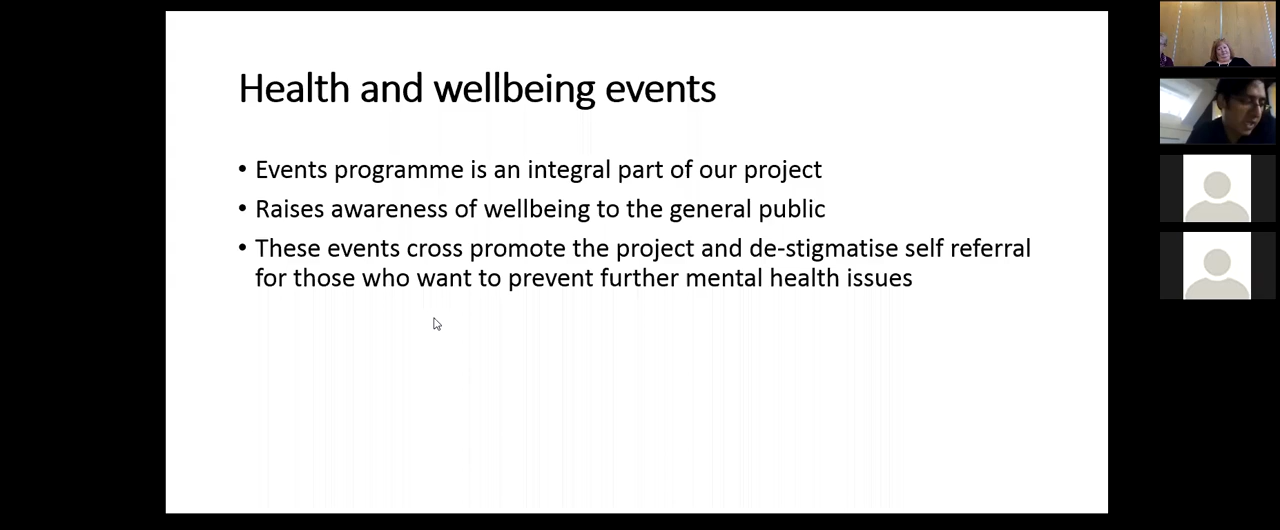 Health and wellbeing events
• Events programme is an integral part of our project
• Raises awareness of wellbeing to the general public
• These events cross promote the project and de-stigmatise self referral
for those who want to prevent further mental health issues